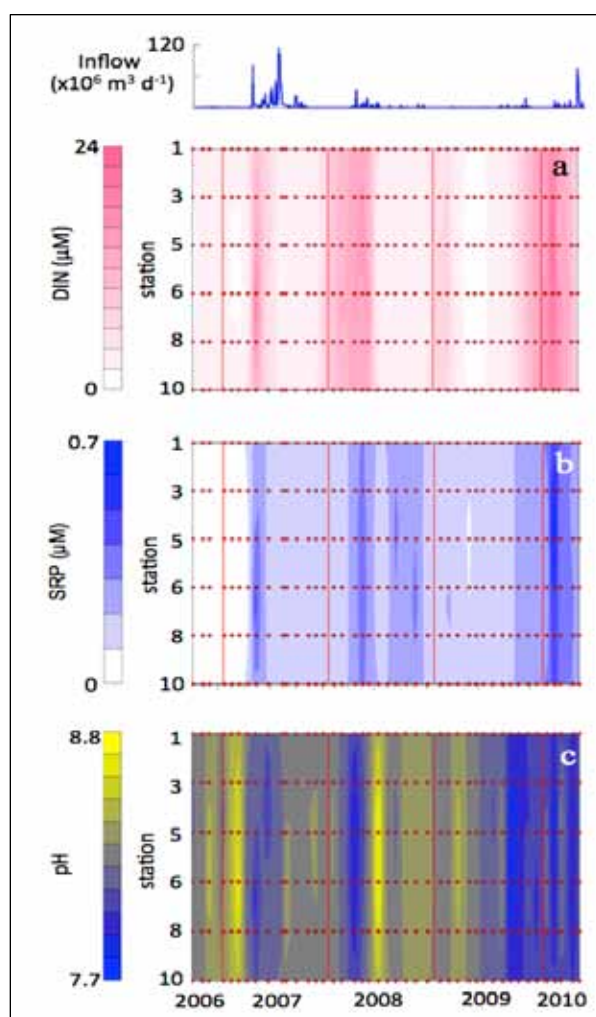 120
Inflow
(x10⁶ m³ d⁻¹)
24
DIN (µM)
0
station
1
3
5
6
8
10
a
0.7
SRP (µM)
0
station
1
3
5
6
8
10
b
8.8
pH
7.7
station
1
3
5
6
8
10
c
2006 2007 2008 2009 2010